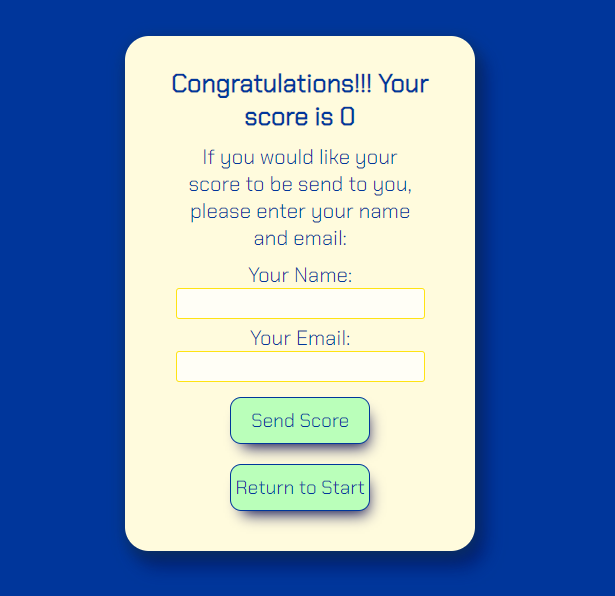 Congratulations!!! Your
score is 0
If you would like your
score to be send to you,
please enter your name
and email:
Your Name:
Your Email:
Send Score
Return to Start